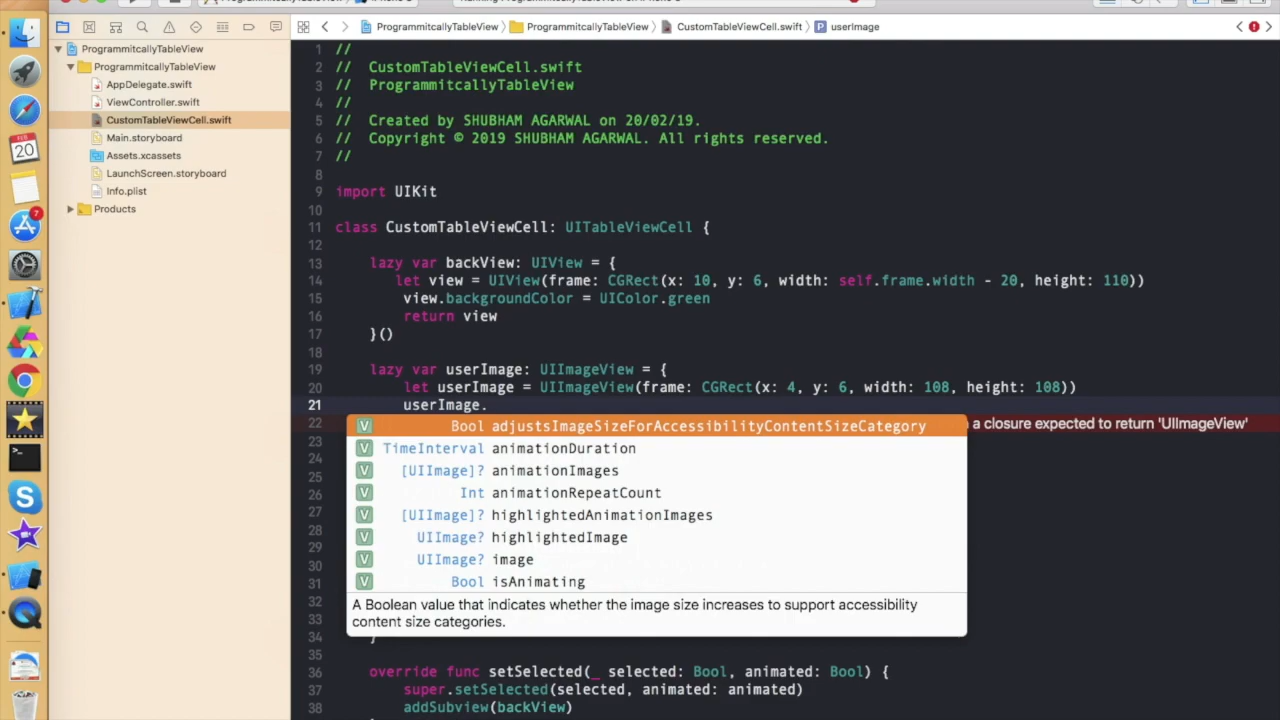 ProgrammitcallyTableView
ProgrammitcallyTableView
CustomTableViewCell.swift
userImage
ProgrammitcallyTableView
ProgrammitcallyTableView
AppDelegate.swift
ViewController.swift
CustomTableViewCell.swift
Main.storyboard
Assets.xcassets
LaunchScreen.storyboard
Info.plist
Products
FEB
20
7
1 //
2 // CustomTableViewCell.swift
3 // ProgrammitcallyTableView
4 //
5 // Created by SHUBHAM AGARWAL on 20/02/19.
6 // Copyright © 2019 SHUBHAM AGARWAL. All rights reserved.
7 //
8
9 import UIKit
10
11 class CustomTableViewCell: UITableViewCell {
12
13 lazy var backView: UIView = {
14 let view = UIView(frame: CGRect(x: 10, y: 6, width: self.frame.width - 20, height: 110))
15 view.backgroundColor = UIColor.green
16 return view
17 }()
18
19 lazy var userImage: UIImageView = {
20 let userImage = UIImageView(frame: CGRect(x: 4, y: 6, width: 108, height: 108))
21 userImage.
22 a closure expected to return 'UIImageView'
V Bool adjustsImageSizeForAccessibilityContentSizeCategory
V TimeInterval animationDuration
V [UIImage]? animationImages
V Int animationRepeatCount
V [UIImage]? highlightedAnimationImages
V UIImage? highlightedImage
V UIImage? image
V Bool isAnimating
A Boolean value that indicates whether the image size increases to support accessibility
content size categories.
23
24
25
26
27
28
29
30
31
32
33
34 }
35
36 override func setSelected(_ selected: Bool, animated: Bool) {
37 super.setSelected(selected, animated: animated)
38 addSubview(backView)